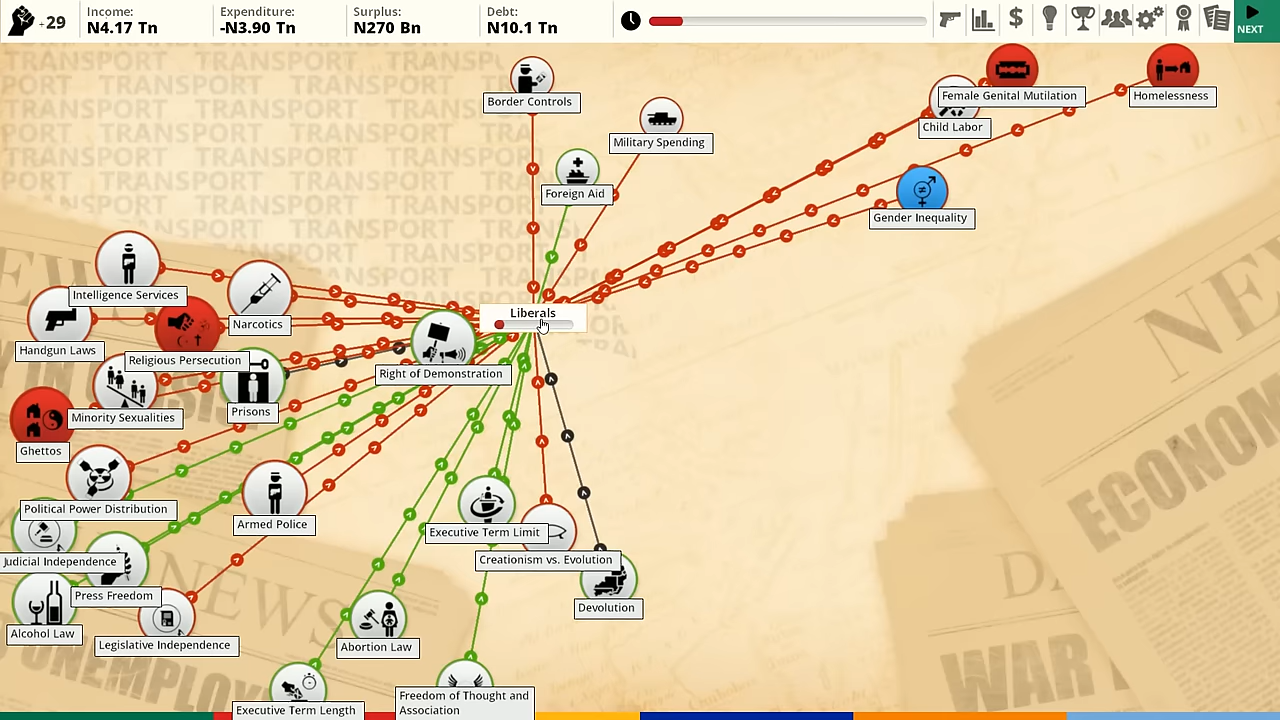 +29
Income:
N4.17 Tn
Expenditure:
-N3.90 Tn
Surplus:
N270 Bn
Debt:
N10.1 Tn
$
NEXT
TRANSPORT TRANSPORT TRANSPORT
Border Controls
Military Spending
Foreign Aid
Female Genital Mutilation
Homelessness
Child Labor
Gender Inequality
Intelligence Services
Narcotics
Liberals
Handgun Laws
Religious Persecution
Right of Demonstration
Minority Sexualities
Prisons
Ghettos
Political Power Distribution
Armed Police
Executive Term Limit
Creationism vs. Evolution
Judicial Independence
Press Freedom
Devolution
Alcohol Law
Legislative Independence
Abortion Law
Executive Term Length
Freedom of Thought and
Association
NEWS
ECONOM
WAR